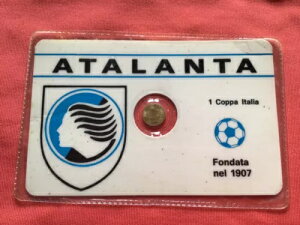 ATALANTA
1 Coppa Italia
Fondata
nel 1907